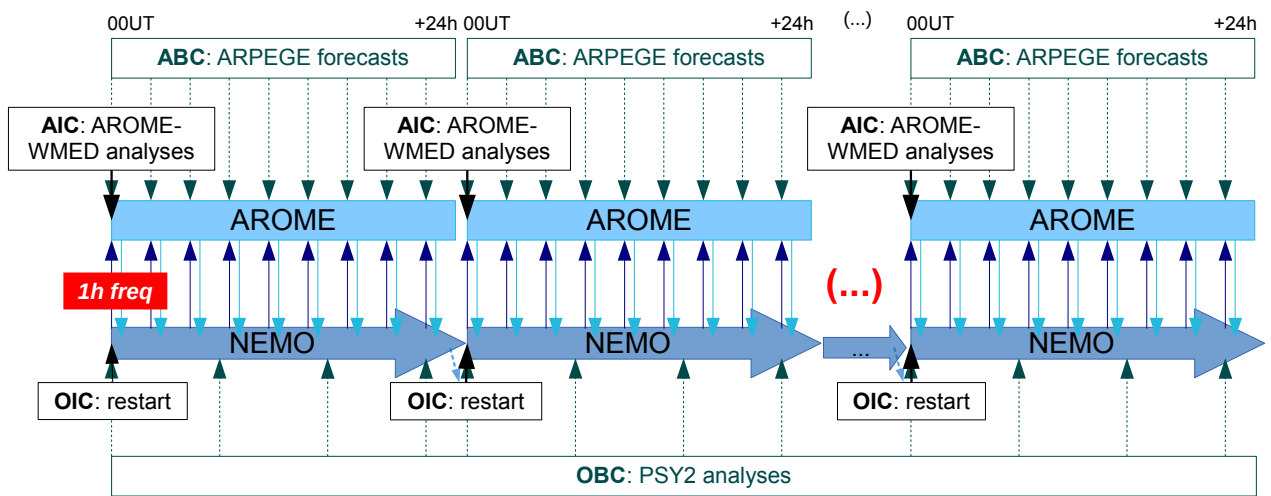 00UT +24h 00UT +24h (...) 00UT +24h
ABC: ARPEGE forecasts ABC: ARPEGE forecasts ABC: ARPEGE forecasts
AIC: AROME-
WMED analyses
AIC: AROME-
WMED analyses
AIC: AROME-
WMED analyses
AROME AROME AROME
1h freq (...)
NEMO NEMO ... NEMO
OIC: restart OIC: restart OIC: restart
OBC: PSY2 analyses